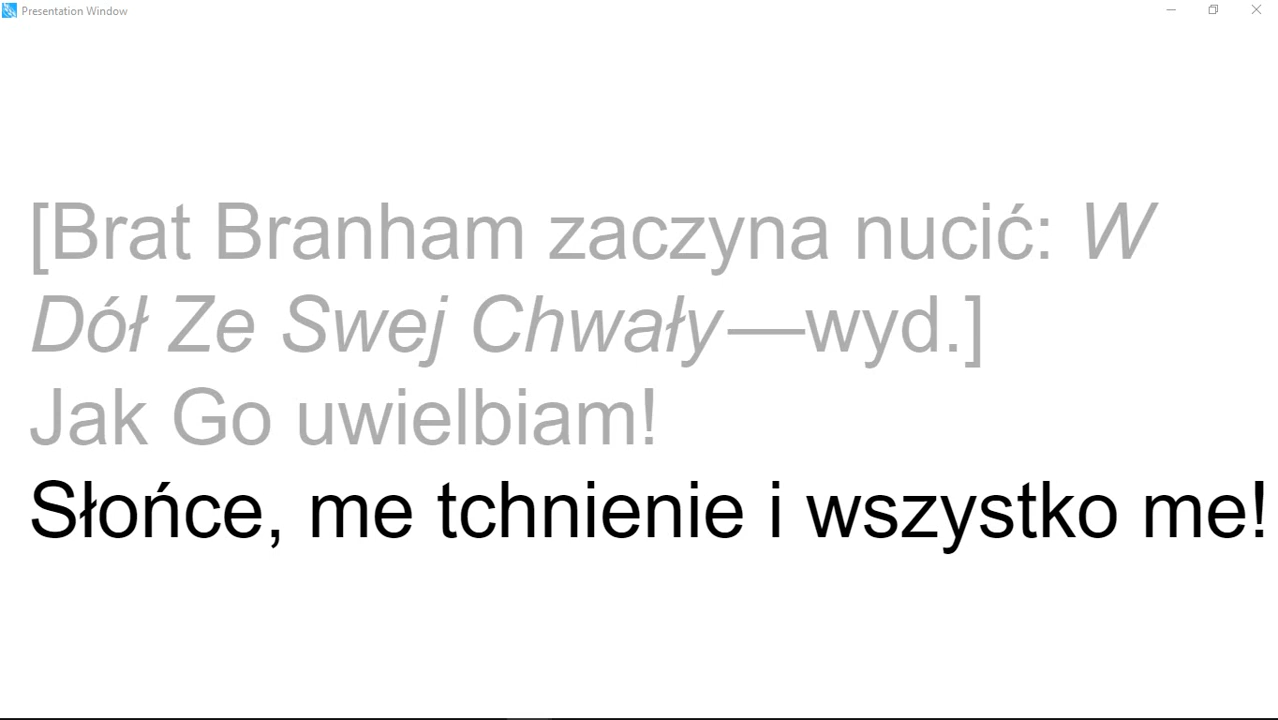 Presentation Window
[Brat Branham zaczyna nucić: W
Dół Ze Swej Chwały—wyd.]
Jak Go uwielbiam!
Słońce, me tchnienie i wszystko me!